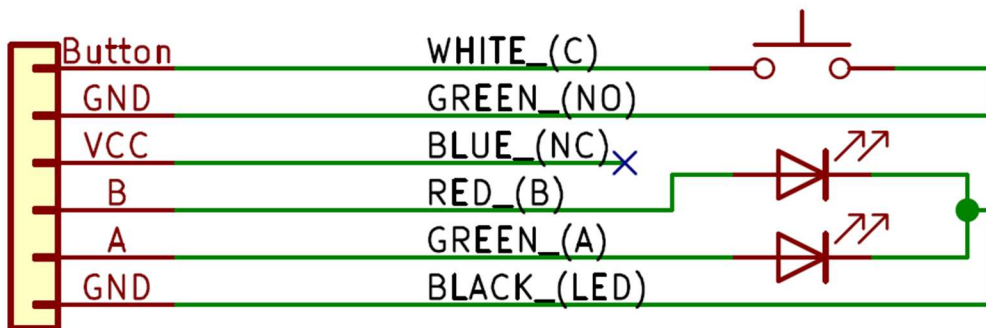 Button WHITE_(C)
GND GREEN_(NO)
VCC BLUE_(NC)
B RED_(B)
A GREEN_(A)
GND BLACK_(LED)